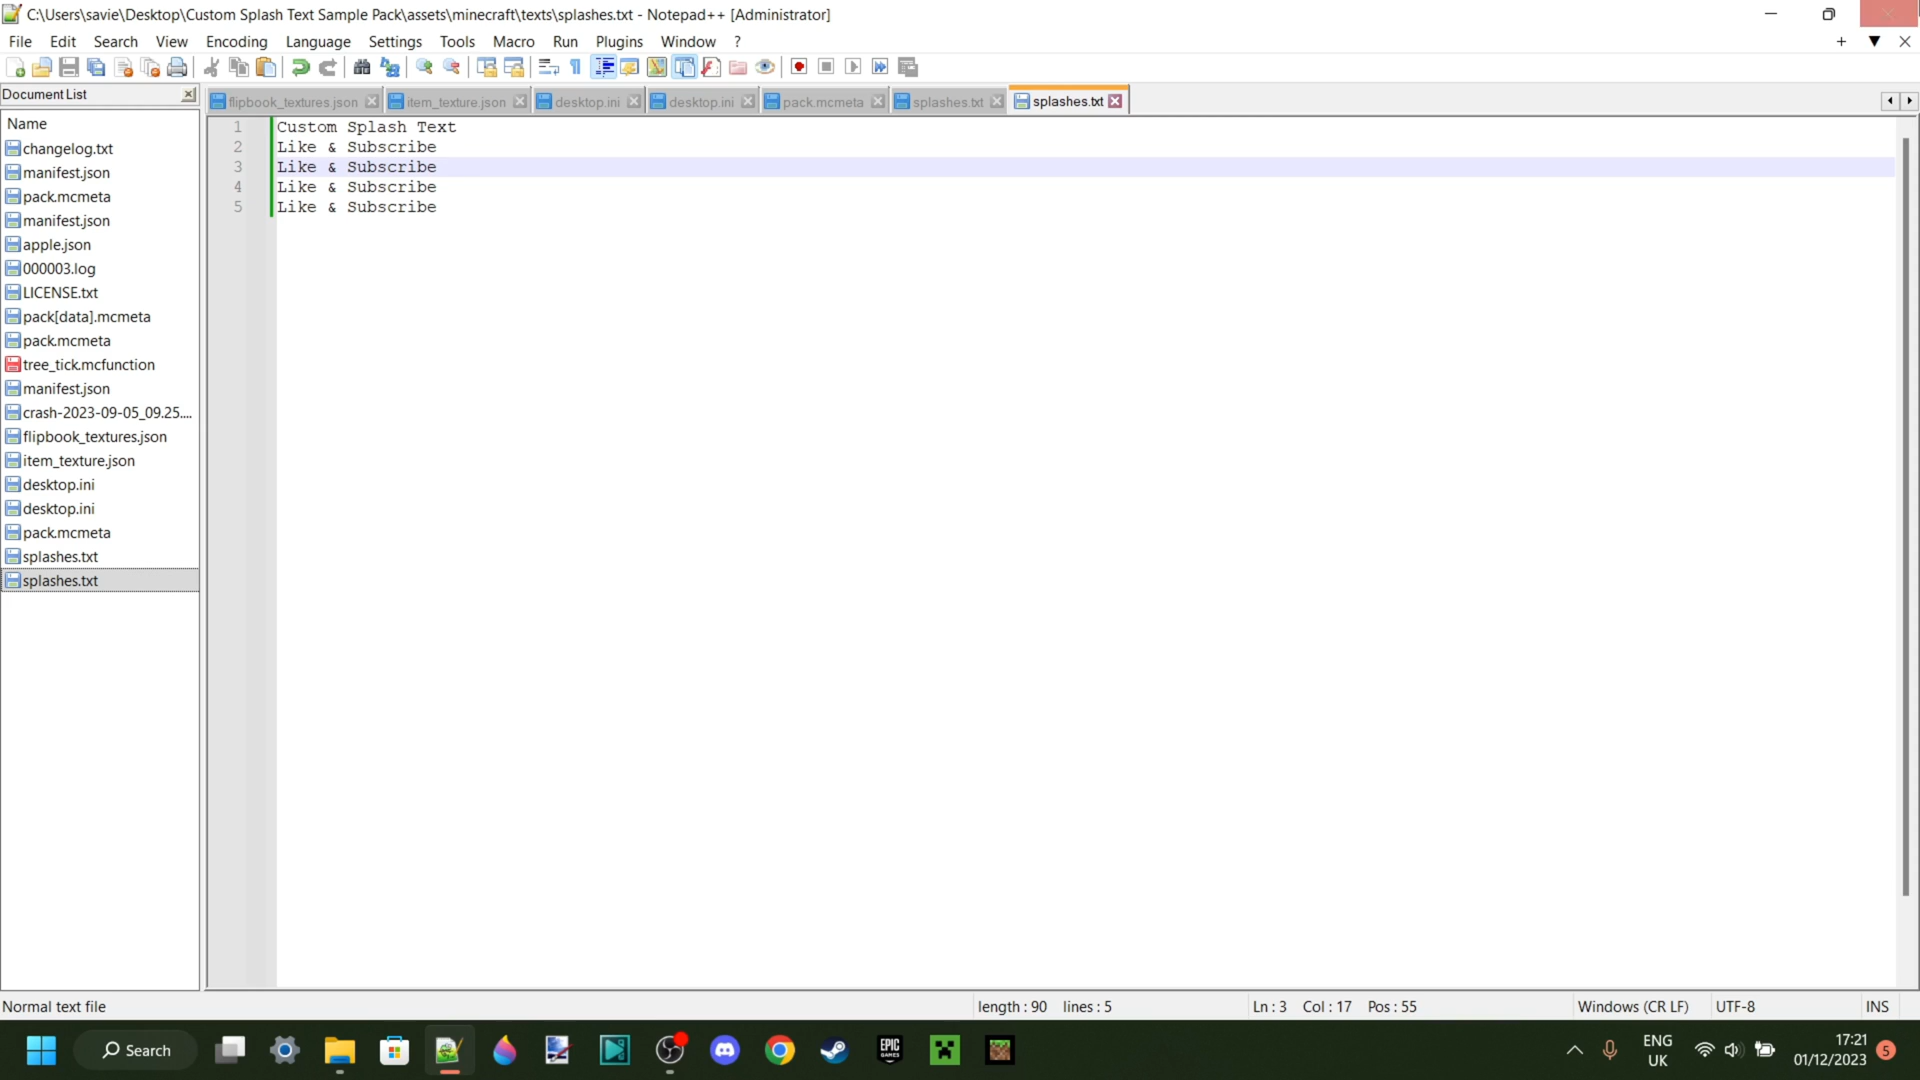 C:\Users\savie\Desktop\Custom Splash Text Sample Pack\assets\minecraft\texts\splashes.txt - Notepad++ [Administrator]
File Edit Search View Encoding Language Settings Tools Macro Run Plugins Window ?
Document List
flipbook_textures.json item_texture.json desktop.ini desktop.ini pack.mcmeta splashes.txt splashes.txt
Name
changelog.txt
manifest.json
pack.mcmeta
manifest.json
apple.json
000003.log
LICENSE.txt
pack[data].mcmeta
pack.mcmeta
tree_tick.mcfunction
manifest.json
crash-2023-09-05_09.25....
flipbook_textures.json
item_texture.json
desktop.ini
desktop.ini
pack.mcmeta
splashes.txt
splashes.txt
1 Custom Splash Text
2 Like & Subscribe
3 Like & Subscribe
4 Like & Subscribe
5 Like & Subscribe
Normal text file length : 90 lines : 5 Ln : 3 Col : 17 Pos : 55 Windows (CR LF) UTF-8 INS
Search
EPIC
GAMES
ENG
UK
17:21
01/12/2023
5